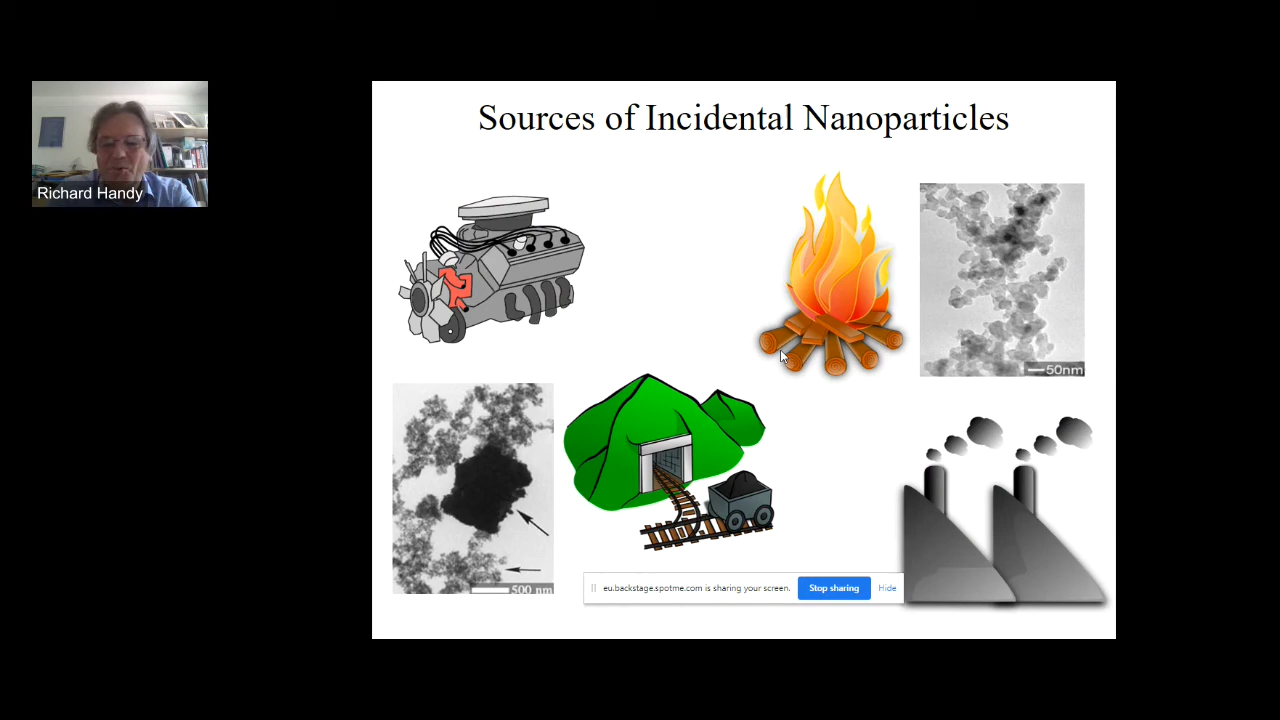 Sources of Incidental Nanoparticles
Richard Handy
50nm
500 nm
eu.backstage.spotme.com is sharing your screen.
Stop sharing
Hide